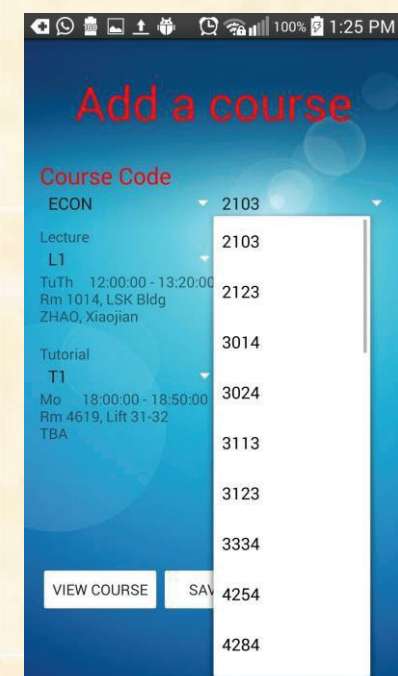 100% 1:25 PM
Add a course
Course Code
ECON 2103
Lecture
L1
TuTh 12:00:00 - 13:20:00
Rm 1014, LSK Bldg
ZHAO, Xiaojian
Tutorial
T1
Mo 18:00:00 - 18:50:00
Rm 4619, Lift 31-32
TBA
VIEW COURSE SAV
2103
2123
3014
3024
3113
3123
3334
4254
4284